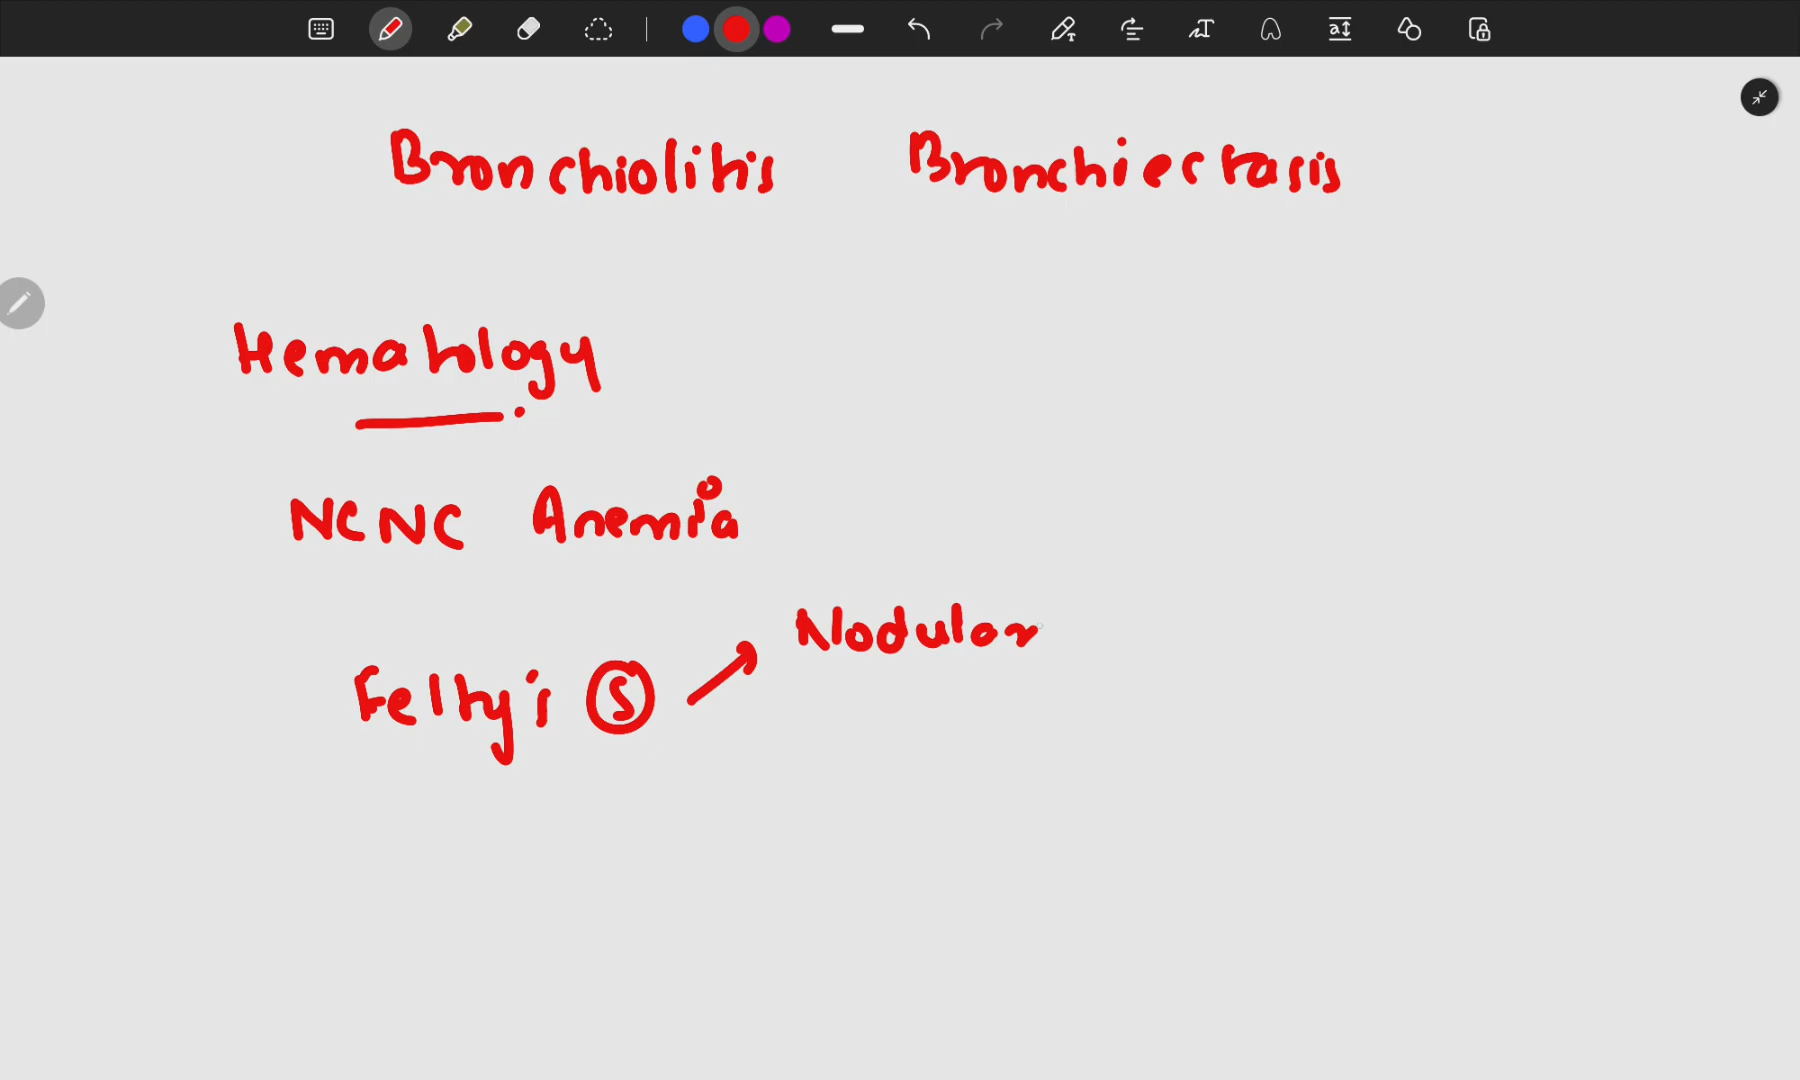 Bronchiolitis Bronchiectasis
Hematology
NCNC Anemia
Nodular
Felty's S